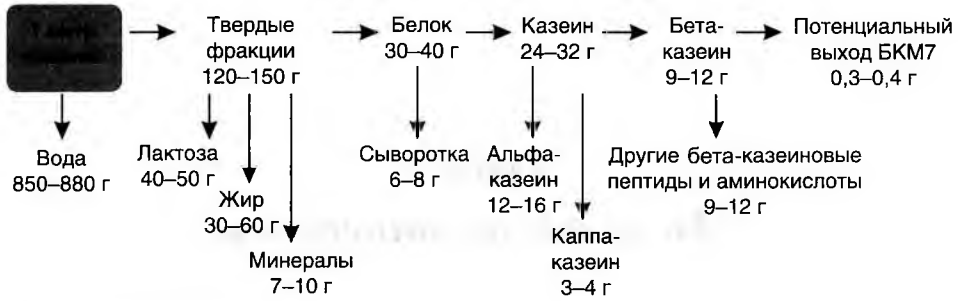 Твердые
фракции
120–150 г
Белок
30–40 г
Казеин
24–32 г
Бета-
казеин
9–12 г
Потенциальный
выход БКМ7
0,3–0,4 г
Вода
850–880 г
Лактоза
40–50 г
Жир
30–60 г
Минералы
7–10 г
Сыворотка
6–8 г
Альфа-
казеин
12–16 г
Каппа-
казеин
3–4 г
Другие бета-казеиновые
пептиды и аминокислоты
9–12 г